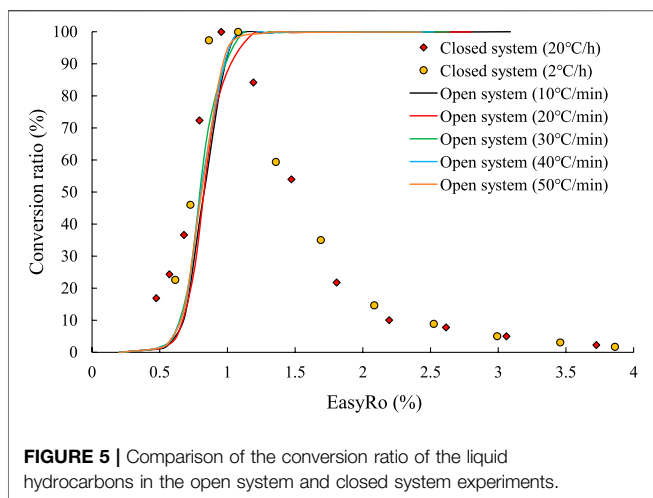 100
90
80
70
60
50
40
30
20
10
0
Conversion ratio (%)
Closed system (20°C/h)
Closed system (2°C/h)
Open system (10°C/min)
Open system (20°C/min)
Open system (30°C/min)
Open system (40°C/min)
Open system (50°C/min)
0 0.5 1 1.5 2 2.5 3 3.5 4
EasyRo (%)
FIGURE 5 | Comparison of the conversion ratio of the liquid
hydrocarbons in the open system and closed system experiments.